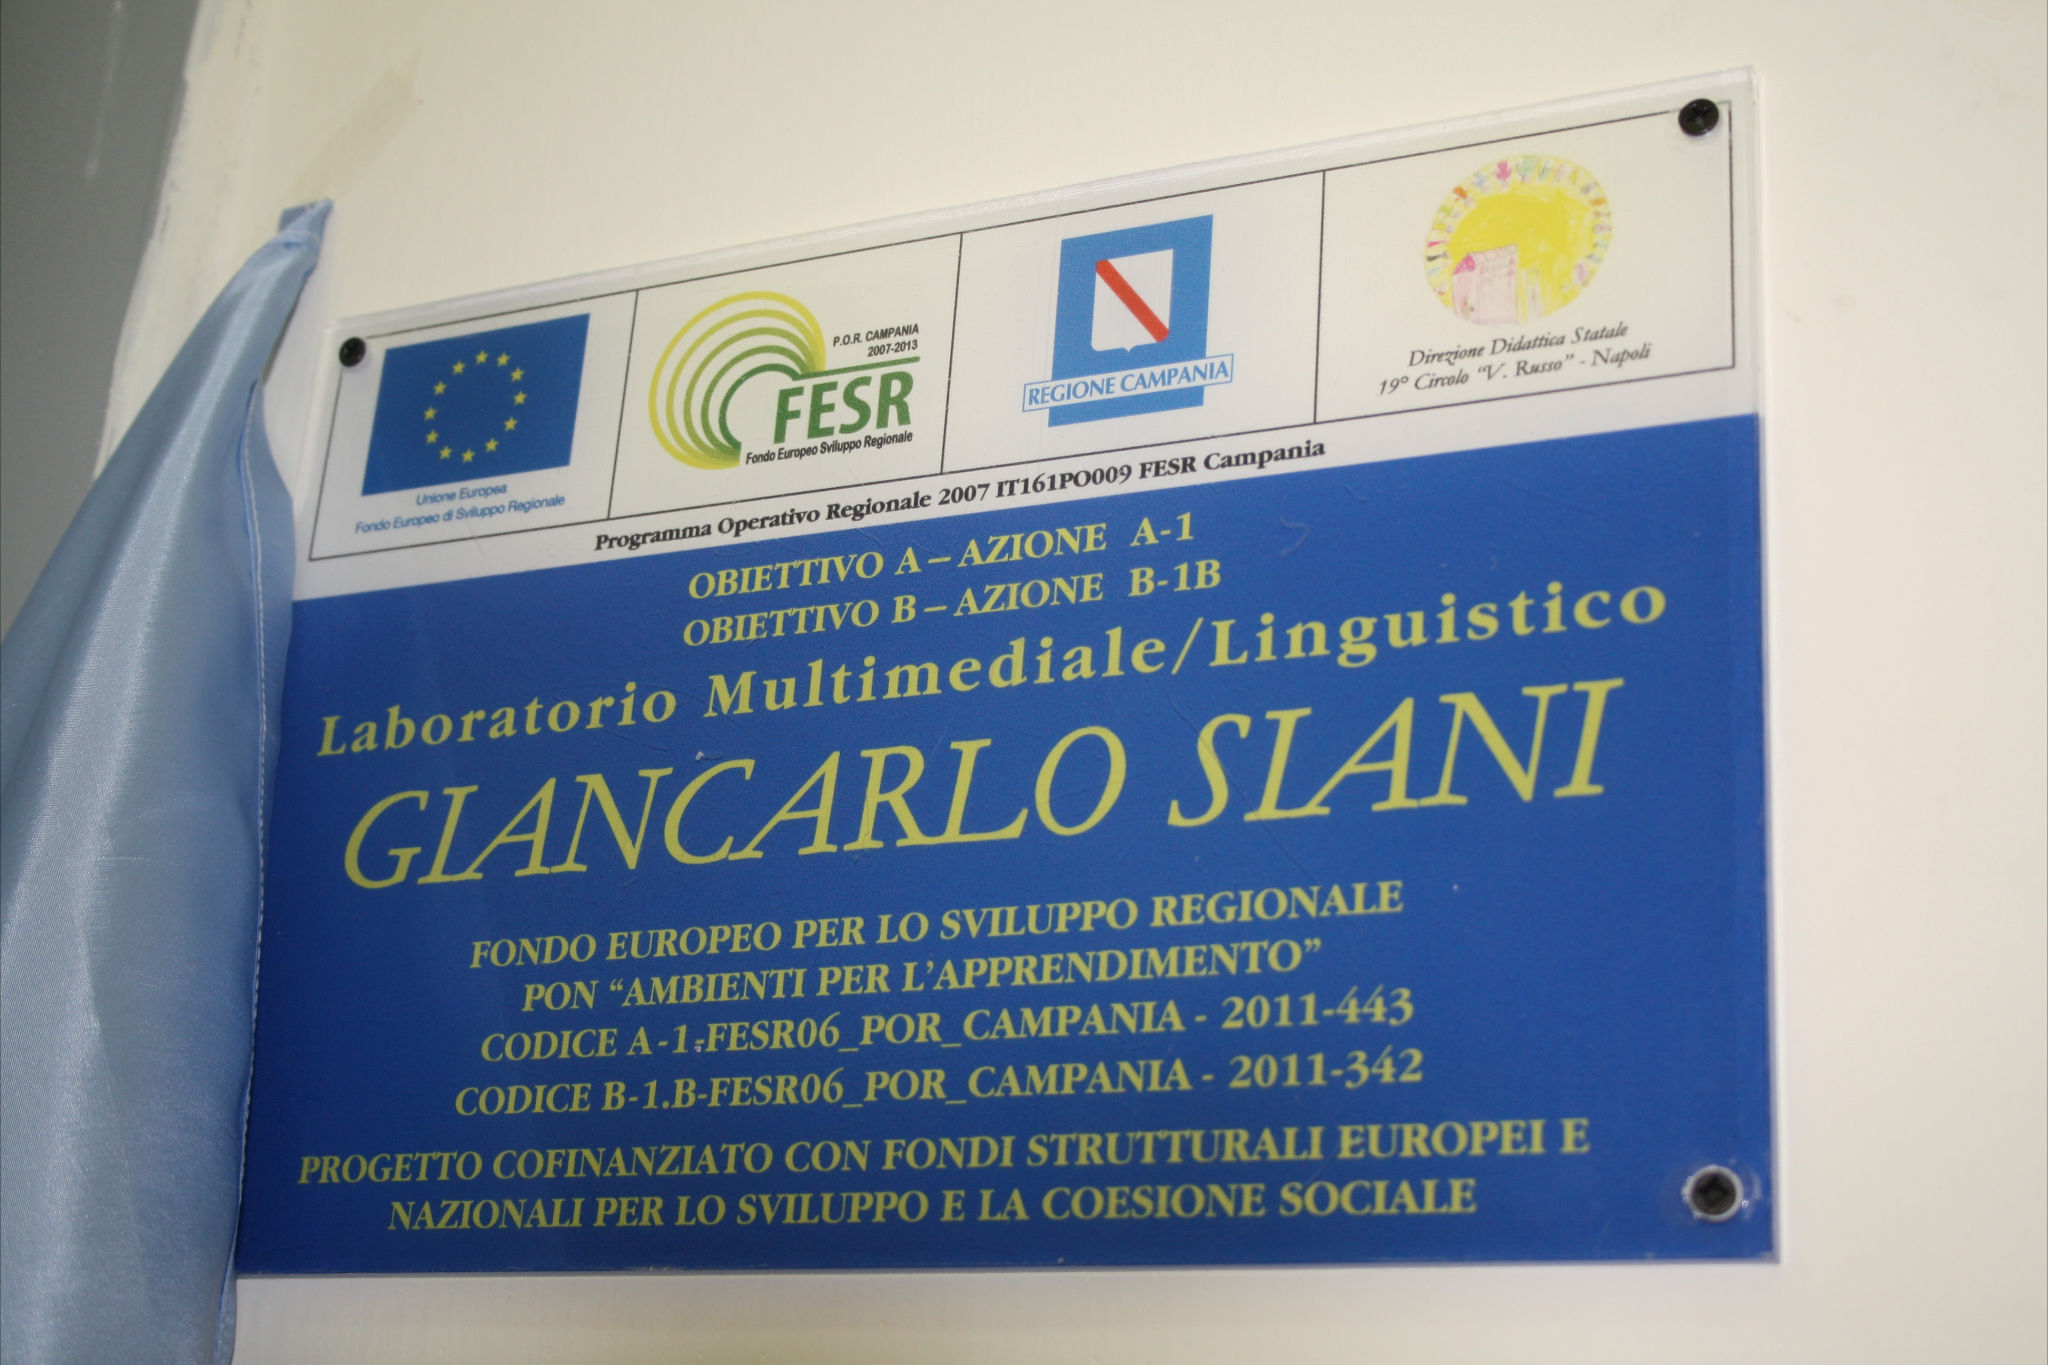 Unione Europea
Fondo Europeo di Sviluppo Regionale
P.O.R. CAMPANIA
2007-2013
FESR
Fondo Europeo Sviluppo Regionale
REGIONE CAMPANIA
Direzione Didattica Statale
19° Circolo "V. Russo" - Napoli
Programma Operativo Regionale 2007 IT161PO009 FESR Campania
OBIETTIVO A – AZIONE A-1
OBIETTIVO B – AZIONE B-1B
Laboratorio Multimediale/Linguistico
GIANCARLO SIANI
FONDO EUROPEO PER LO SVILUPPO REGIONALE
PON “AMBIENTI PER L’APPRENDIMENTO”
CODICE A-1-FESR06_POR_CAMPANIA - 2011-443
CODICE B-1.B-FESR06_POR_CAMPANIA - 2011-342
PROGETTO COFINANZIATO CON FONDI STRUTTURALI EUROPEI E
NAZIONALI PER LO SVILUPPO E LA COESIONE SOCIALE